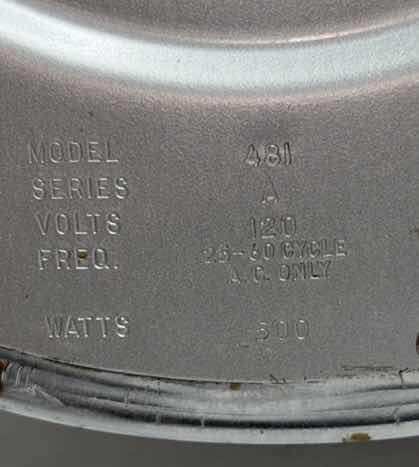 MODEL 481
SERIES A
VOLTS 120
FREQ. 25-60 CYCLE
A.C. ONLY
WATTS 500